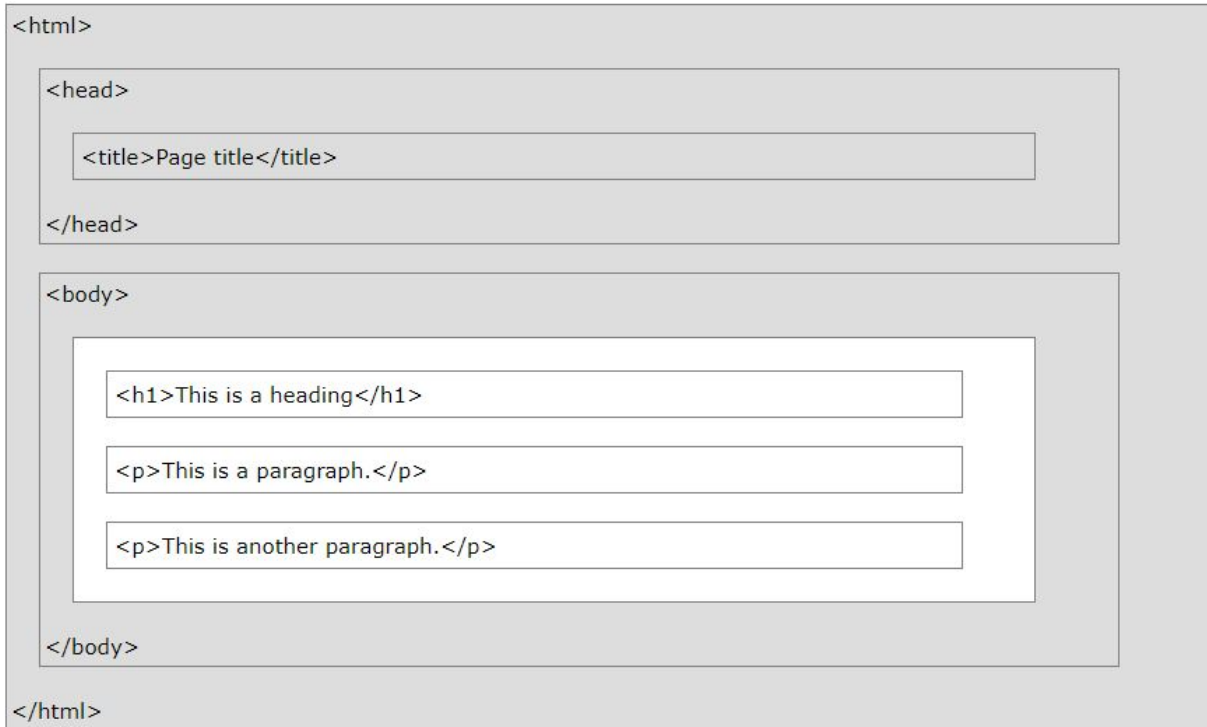 <html>
<head>
<title>Page title</title>
</head>
<body>
<h1>This is a heading</h1>
<p>This is a paragraph.</p>
<p>This is another paragraph.</p>
</body>
</html>